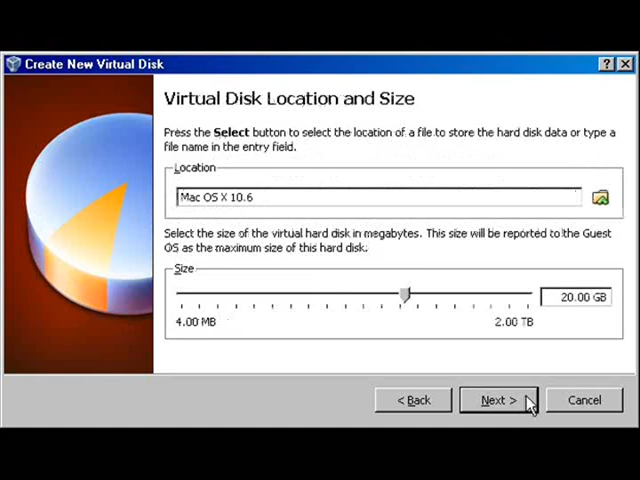 Create New Virtual Disk
Virtual Disk Location and Size
Press the Select button to select the location of a file to store the hard disk data or type a
file name in the entry field.
Location
Mac OS X 10.6
Select the size of the virtual hard disk in megabytes. This size will be reported to the Guest
OS as the maximum size of this hard disk.
Size
20.00 GB
4.00 MB 2.00 TB
< Back Next > Cancel